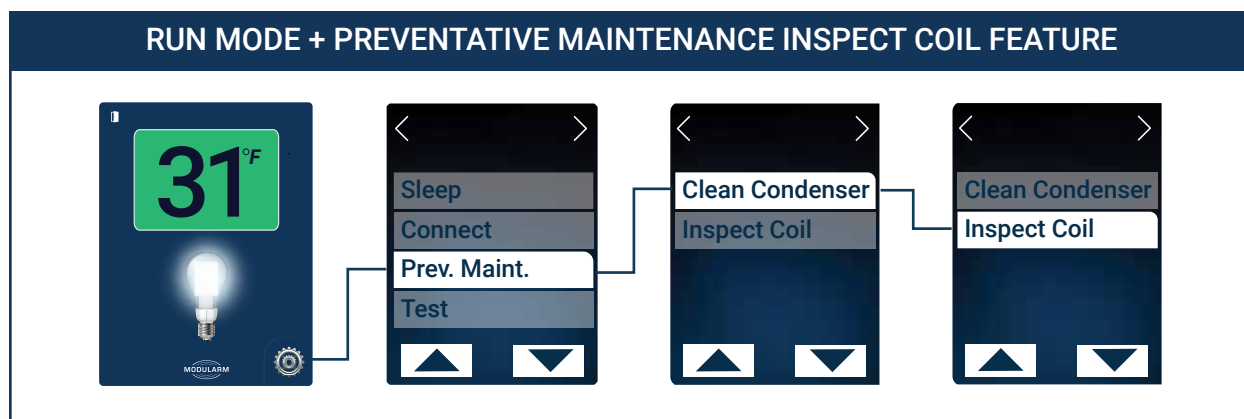 RUN MODE + PREVENTATIVE MAINTENANCE INSPECT COIL FEATURE
31°F
MODULARM
Sleep
Connect
Prev. Maint.
Test
Clean Condenser
Inspect Coil
Clean Condenser
Inspect Coil